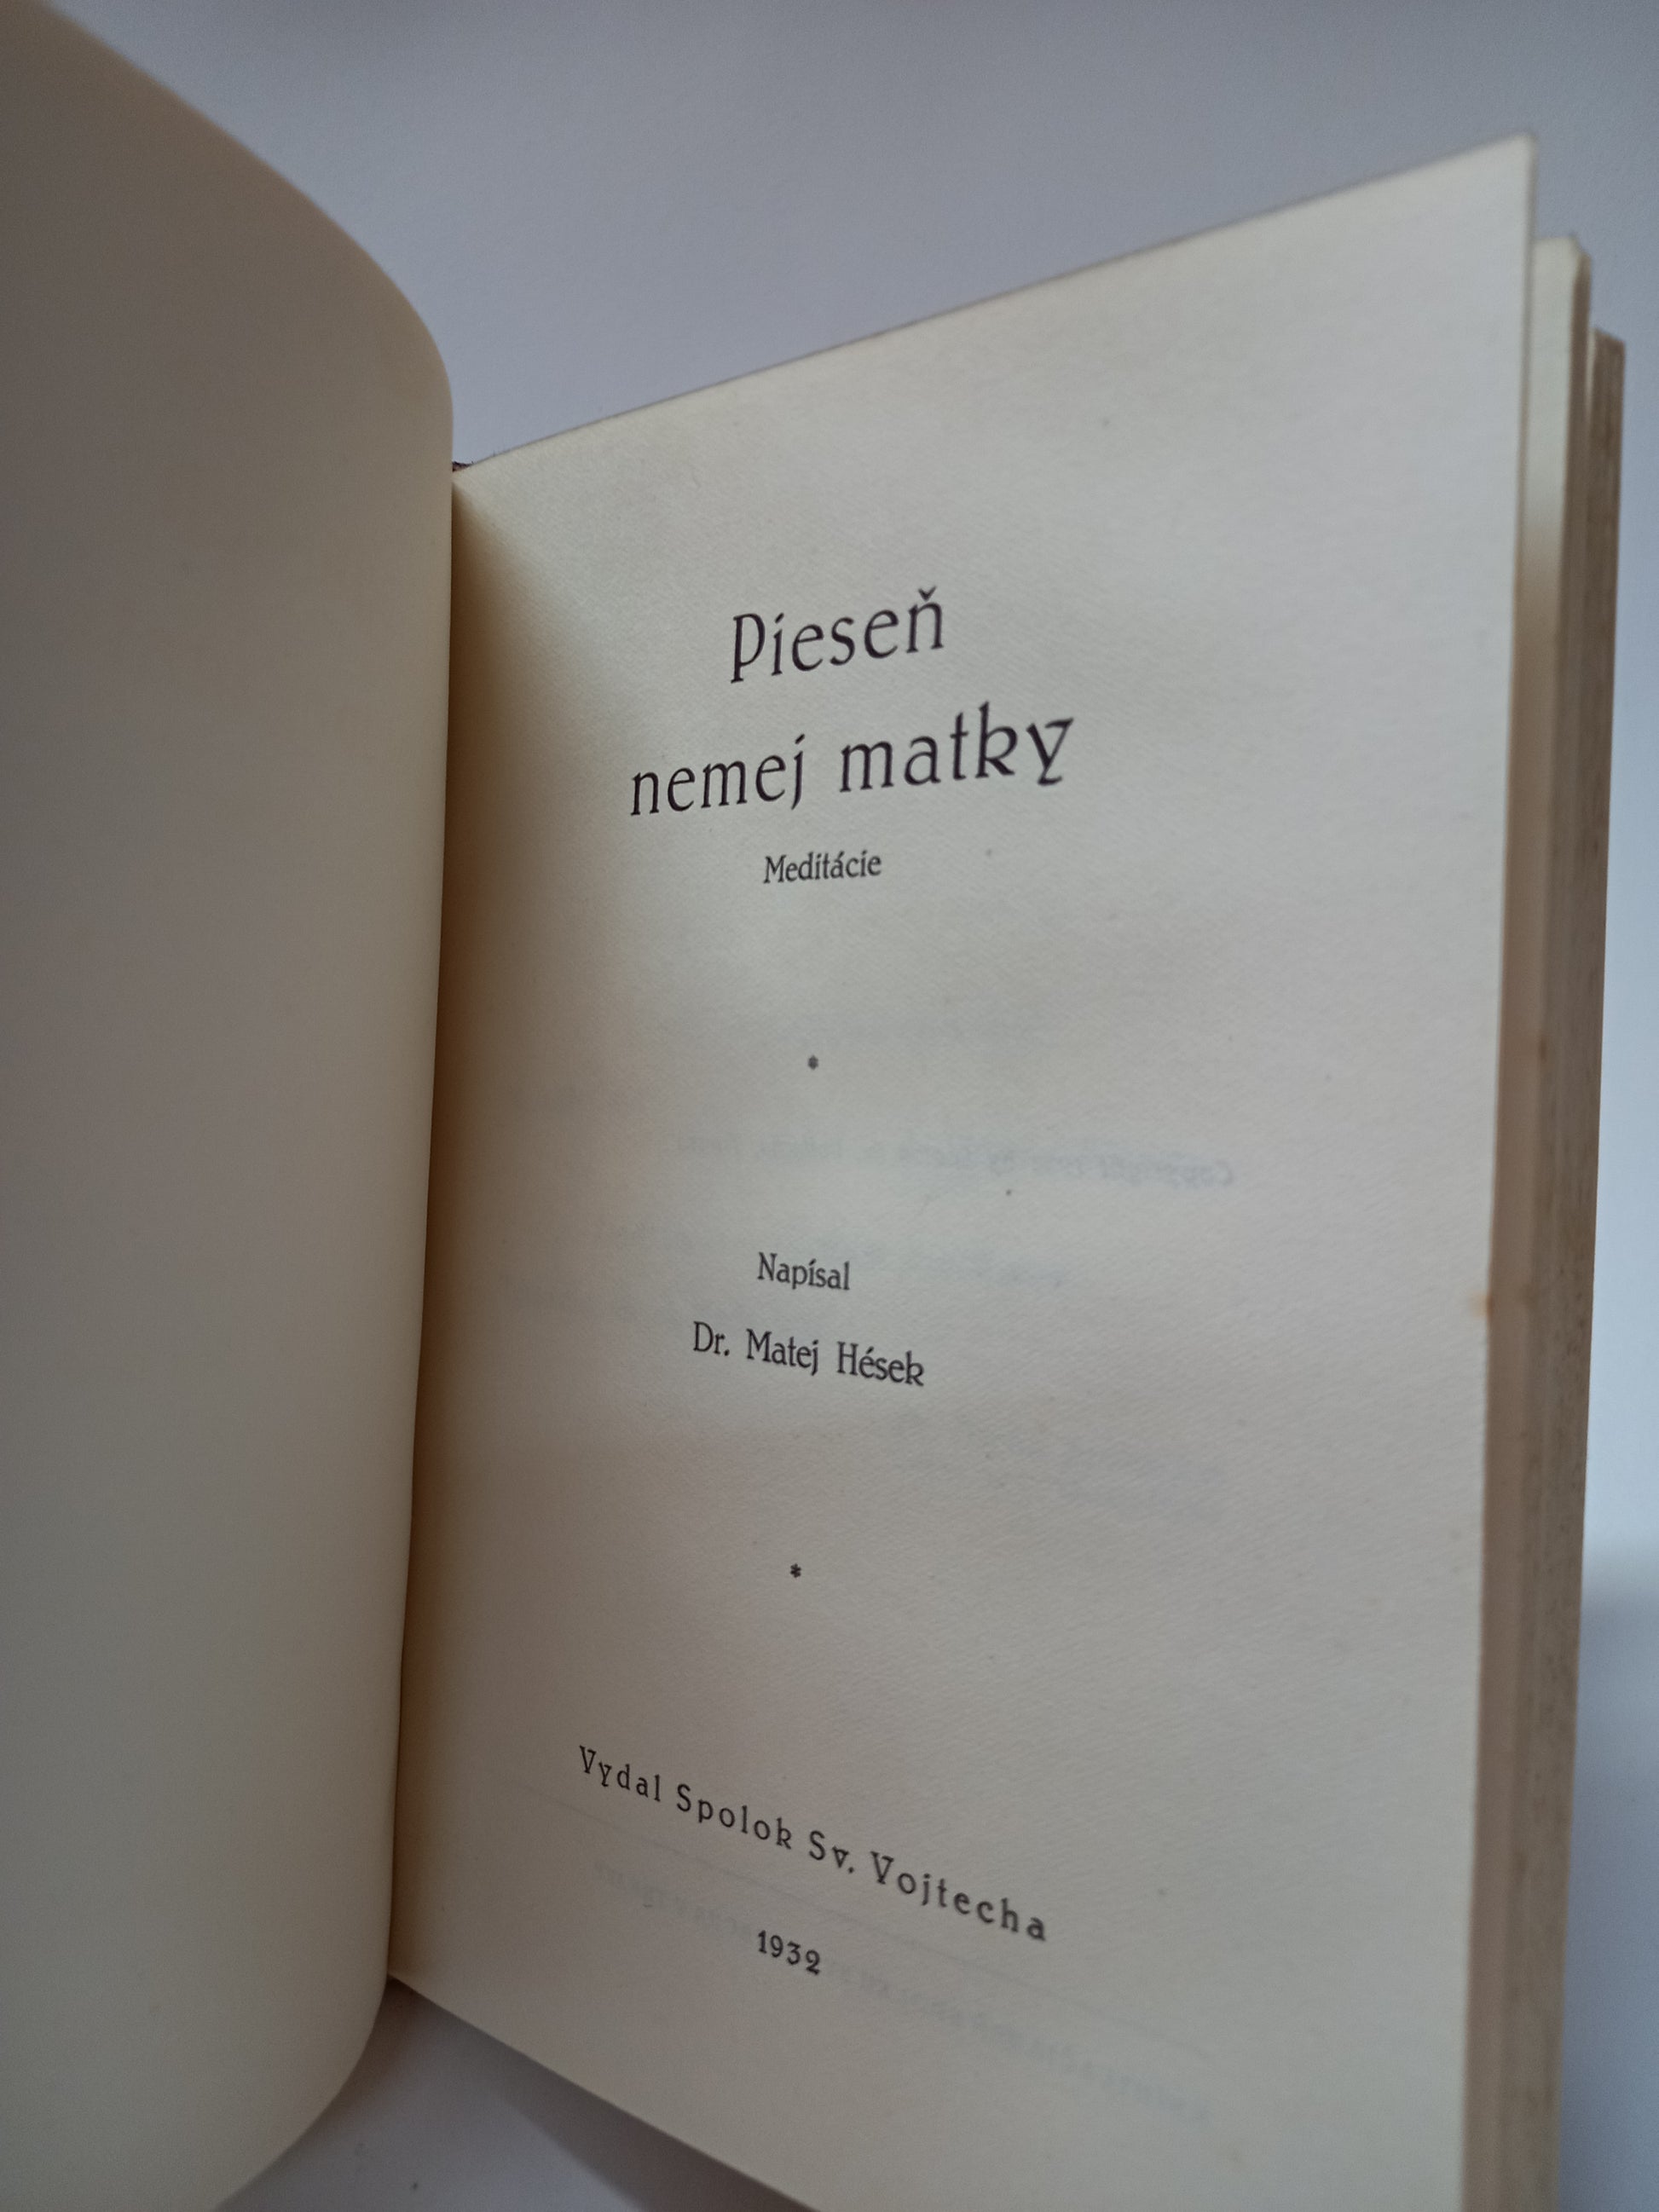 Pieseň
nemej matky
Meditácie
*
Napísal
Dr. Matej Hések
*
Vydal Spolok Sv. Vojtecha
1932